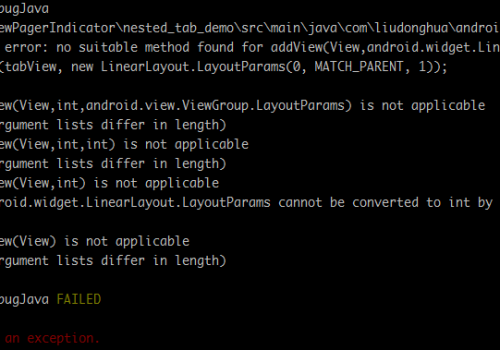 bugJava
ewPagerIndicator\nested_tab_demo\src\main\java\com\liudonghua\androi
error: no suitable method found for addView(View,android.widget.Lin
(tabView, new LinearLayout.LayoutParams(0, MATCH_PARENT, 1));
ew(View,int,android.view.ViewGroup.LayoutParams) is not applicable
rgument lists differ in length)
ew(View,int,int) is not applicable
rgument lists differ in length)
ew(View,int) is not applicable
roid.widget.LinearLayout.LayoutParams cannot be converted to int by
ew(View) is not applicable
rgument lists differ in length)
bugJava FAILED
an exception.